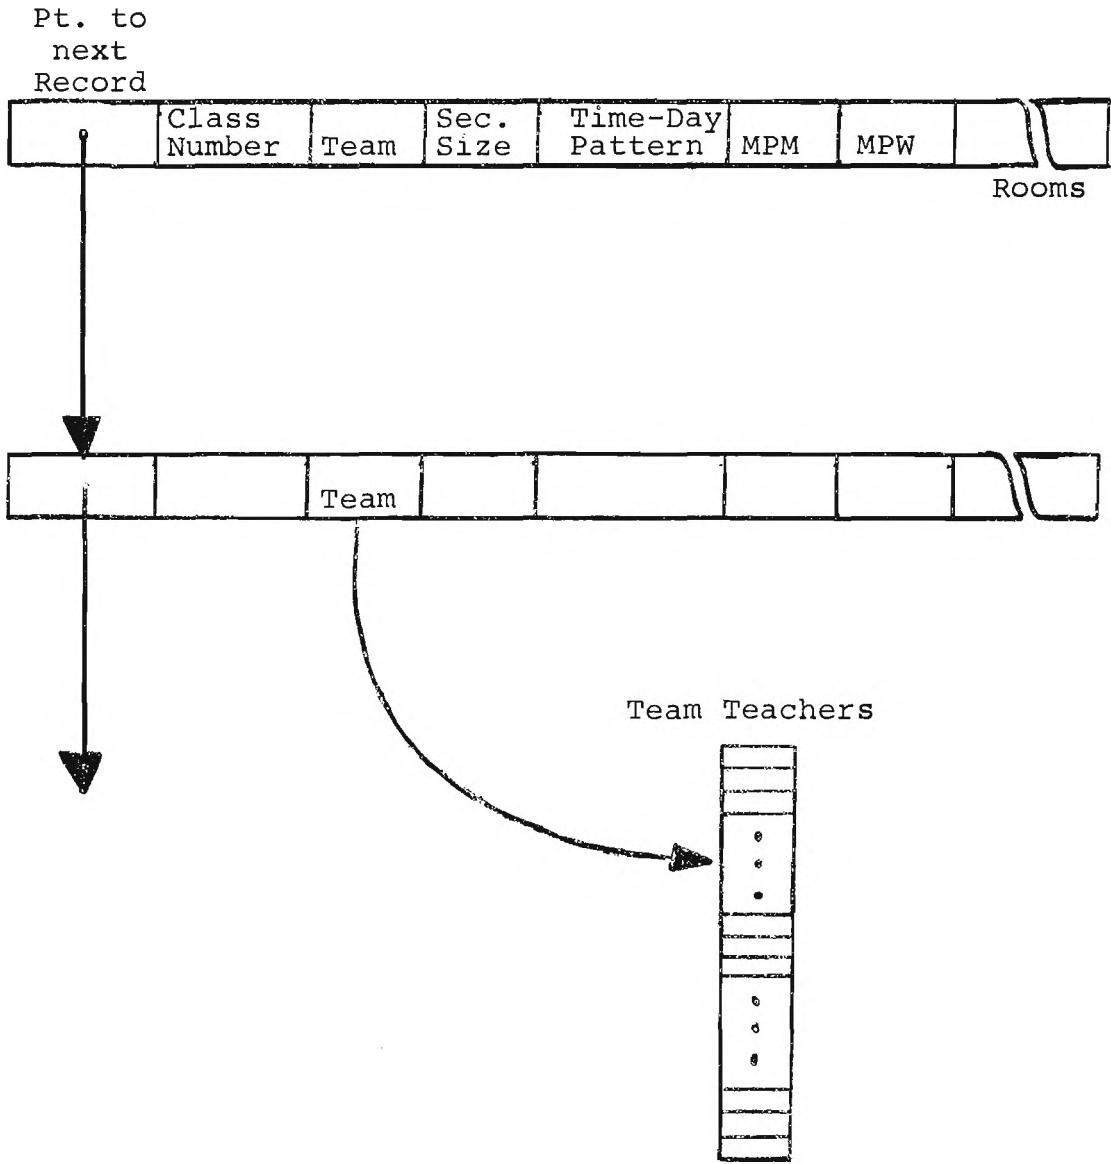 Pt. to
next
Record
Class
Number
Team
Sec.
Size
Time-Day
Pattern
MPM
MPW
Rooms
Team
Team Teachers